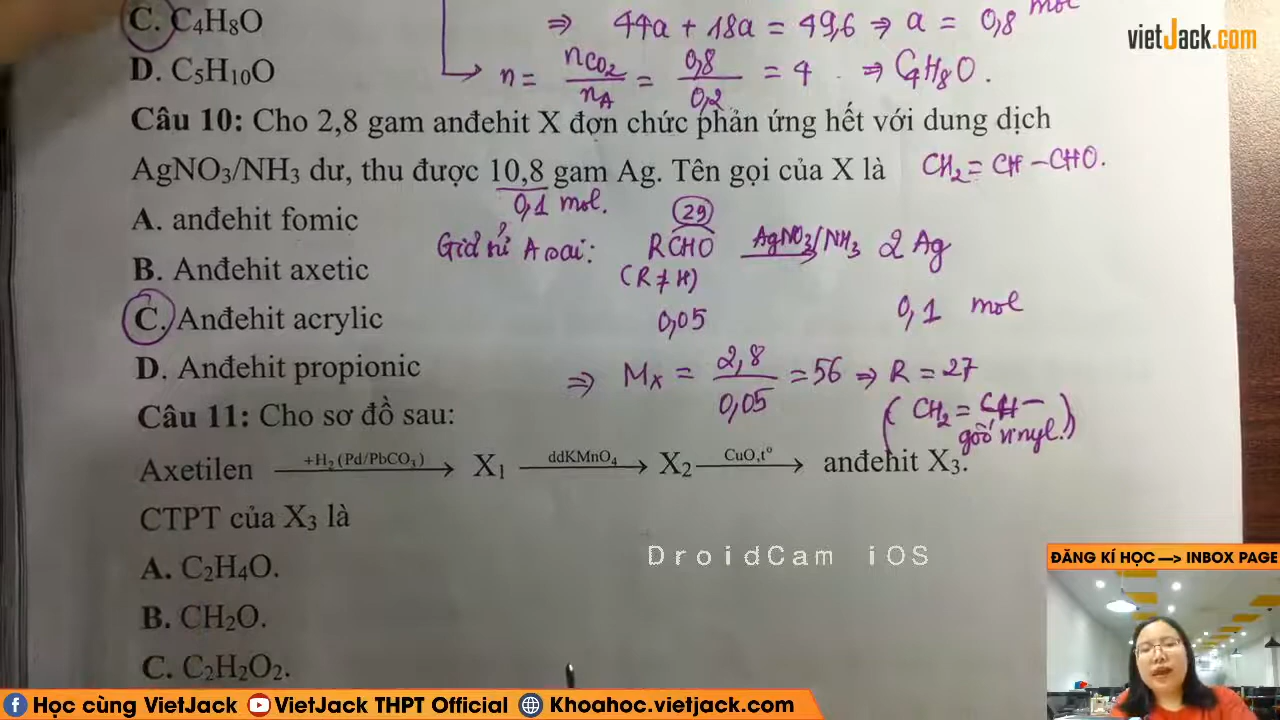 C. C4H8O
⇒ 44a + 18a = 49,6 ⇒ a = 0,8 mol
vietJack.com
D. C5H10O
n = nCO2/nA = 0,8/0,2 = 4 ⇒ C4H8O.
Câu 10: Cho 2,8 gam anđehit X đơn chức phản ứng hết với dung dịch
AgNO3/NH3 dư, thu được 10,8 gam Ag. Tên gọi của X là CH2=CH-CHO.
0,1 mol.
A. anđehit fomic
29
Giả sử A loại: RCHO AgNO3/NH3 2Ag
B. Anđehit axetic
(R ≠ H)
C. Anđehit acrylic
0,05 0,1 mol
D. Anđehit propionic
⇒ MX = 2,8/0,05 = 56 ⇒ R = 27
(CH2=CH-
gốc vinyl.)
Câu 11: Cho sơ đồ sau:
Axetilen +H2(Pd/PbCO3) X1 ddKMnO4 X2 CuO,t° anđehit X3.
CTPT của X3 là
DroidCam iOS
A. C2H4O.
B. CH2O.
C. C2H2O2.
ĐĂNG KÍ HỌC —> INBOX PAGE
Học cùng VietJack VietJack THPT Official Khoahoc.vietjack.com